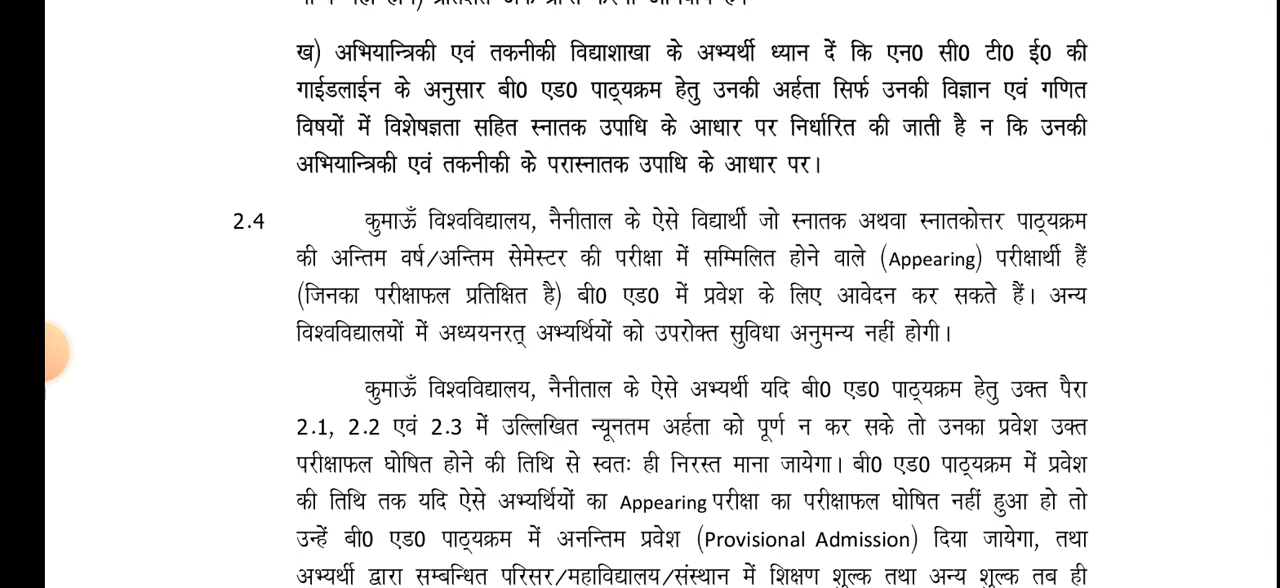 ख) अभियान्त्रिकी एवं तकनीकी विद्याशाखा के अभ्यर्थी ध्यान दें कि एन0 सी0 टी0 ई0 की
गाईडलाईन के अनुसार बी0 एड0 पाठ्यक्रम हेतु उनकी अर्हता सिर्फ उनकी विज्ञान एवं गणित
विषयों में विशेषज्ञता सहित स्नातक उपाधि के आधार पर निर्धारित की जाती है न कि उनकी
अभियान्त्रिकी एवं तकनीकी के परास्नातक उपाधि के आधार पर।
2.4 कुमाऊँ विश्वविद्यालय, नैनीताल के ऐसे विद्यार्थी जो स्नातक अथवा स्नातकोत्तर पाठ्यक्रम
की अन्तिम वर्ष/अन्तिम सेमेस्टर की परीक्षा में सम्मिलित होने वाले (Appearing) परीक्षार्थी हैं
(जिनका परीक्षाफल प्रतिक्षित है) बी0 एड0 में प्रवेश के लिए आवेदन कर सकते हैं। अन्य
विश्वविद्यालयों में अध्ययनरत् अभ्यर्थियों को उपरोक्त सुविधा अनुमन्य नहीं होगी।
कुमाऊँ विश्वविद्यालय, नैनीताल के ऐसे अभ्यर्थी यदि बी0 एड0 पाठ्यक्रम हेतु उक्त पैरा
2.1, 2.2 एवं 2.3 में उल्लिखित न्यूनतम अर्हता को पूर्ण न कर सके तो उनका प्रवेश उक्त
परीक्षाफल घोषित होने की तिथि से स्वतः ही निरस्त माना जायेगा। बी0 एड0 पाठ्यक्रम में प्रवेश
की तिथि तक यदि ऐसे अभ्यर्थियों का Appearing परीक्षा का परीक्षाफल घोषित नहीं हुआ हो तो
उन्हें बी0 एड0 पाठ्यक्रम में अनन्तिम प्रवेश (Provisional Admission) दिया जायेगा, तथा
अभ्यर्थी द्वारा सम्बन्धित परिसर/महाविद्यालय/संस्थान में शिक्षण शुल्क तथा अन्य शुल्क तब ही